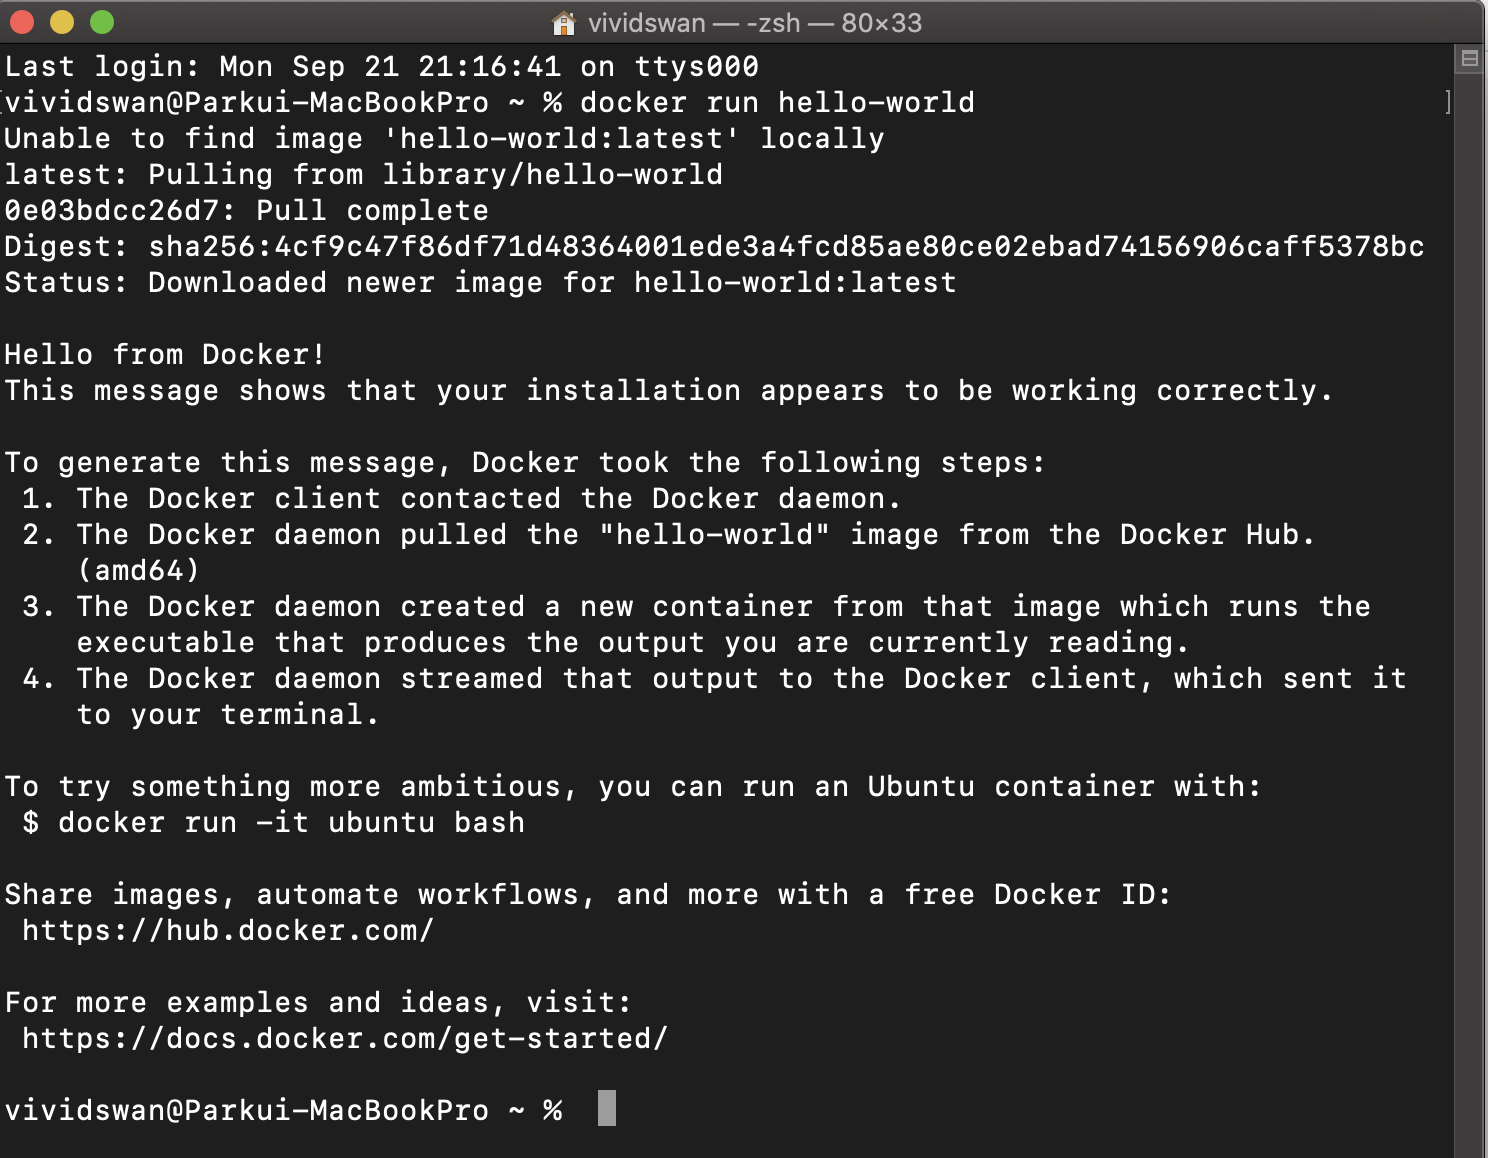 vividswan — -zsh — 80×33
Last login: Mon Sep 21 21:16:41 on ttys000
[vividswan@Parkui-MacBookPro ~ % docker run hello-world ]
Unable to find image 'hello-world:latest' locally
latest: Pulling from library/hello-world
0e03bdcc26d7: Pull complete
Digest: sha256:4cf9c47f86df71d48364001ede3a4fcd85ae80ce02ebad74156906caff5378bc
Status: Downloaded newer image for hello-world:latest
Hello from Docker!
This message shows that your installation appears to be working correctly.
To generate this message, Docker took the following steps:
 1. The Docker client contacted the Docker daemon.
 2. The Docker daemon pulled the "hello-world" image from the Docker Hub.
    (amd64)
 3. The Docker daemon created a new container from that image which runs the
    executable that produces the output you are currently reading.
 4. The Docker daemon streamed that output to the Docker client, which sent it
    to your terminal.
To try something more ambitious, you can run an Ubuntu container with:
 $ docker run -it ubuntu bash
Share images, automate workflows, and more with a free Docker ID:
 https://hub.docker.com/
For more examples and ideas, visit:
 https://docs.docker.com/get-started/
vividswan@Parkui-MacBookPro ~ %